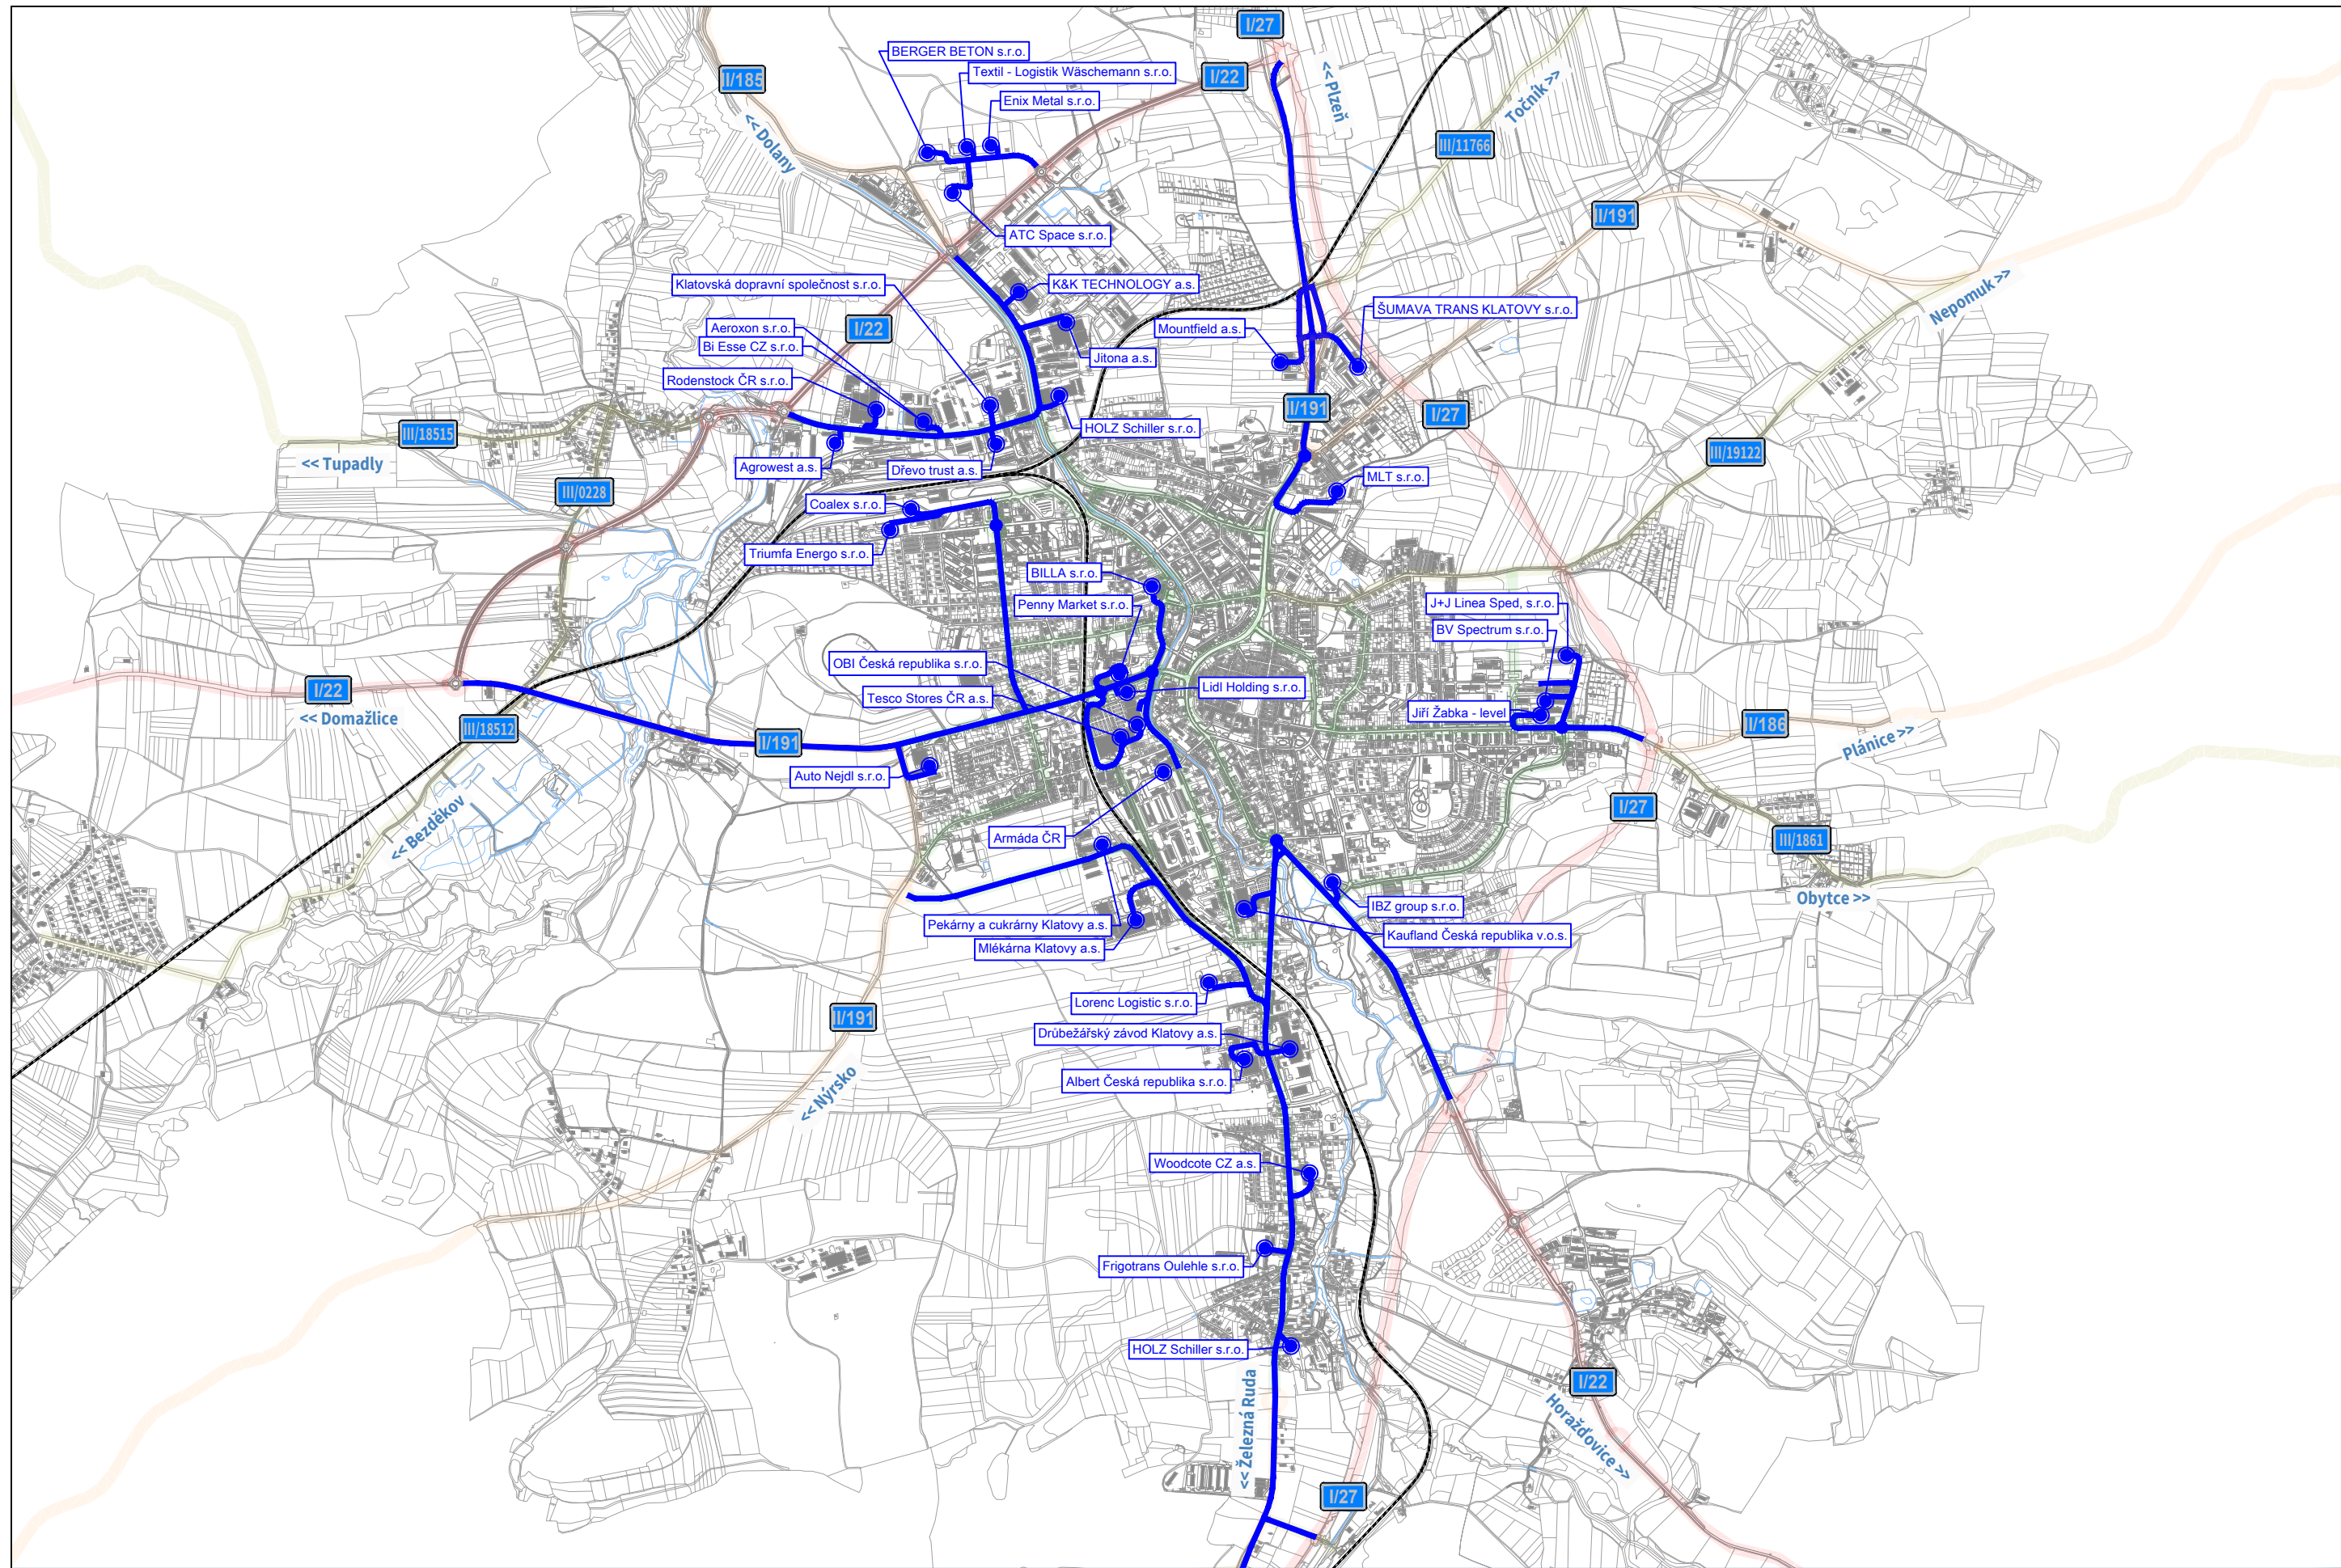 I/27
BERGER BETON s.r.o.
Textil - Logistik Wäschemann s.r.o.
I/22
II/185
<< Plzeň
Točník >>
Enix Metal s.r.o.
<< Dolany
III/11766
II/191
ATC Space s.r.o.
Klatovská dopravní společnost s.r.o.
K&K TECHNOLOGY a.s.
Nepomuk >>
ŠUMAVA TRANS KLATOVY s.r.o.
Aeroxon s.r.o.
I/22
Mountfield a.s.
Bi Esse CZ s.r.o.
Jitona a.s.
Rodenstock ČR s.r.o.
II/191
I/27
III/18515
HOLZ Schiller s.r.o.
III/19122
<< Tupadly
Agrowest a.s.
Dřevo trust a.s.
MLT s.r.o.
III/0228
Coalex s.r.o.
Triumfa Energo s.r.o.
BILLA s.r.o.
Penny Market s.r.o.
J+J Linea Sped, s.r.o.
BV Spectrum s.r.o.
OBI Česká republika s.r.o.
I/22
Lidl Holding s.r.o.
Tesco Stores ČR a.s.
Jiří Žabka - level
<< Domažlice
III/18512
II/191
I/186
Plánice >>
Auto Nejdl s.r.o.
I/27
<< Bezděkov
Armáda ČR
III/1861
Obytce >>
IBZ group s.r.o.
Pekárny a cukrárny Klatovy a.s.
Kaufland Česká republika v.o.s.
Mlékárna Klatovy a.s.
Lorenc Logistic s.r.o.
II/191
Drůbežářský závod Klatovy a.s.
Albert Česká republika s.r.o.
<< Nýrsko
Woodcote CZ a.s.
Frigotrans Oulehle s.r.o.
HOLZ Schiller s.r.o.
I/22
<< Železná Ruda
Horažďovice >>
I/27